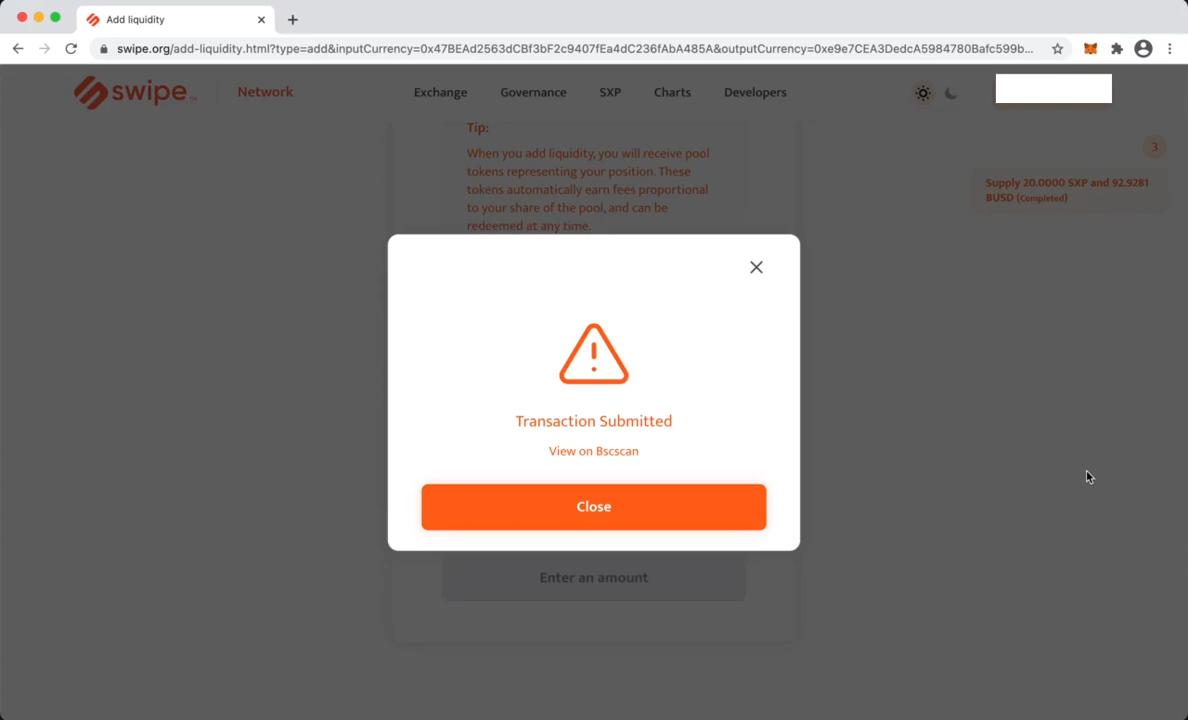 Add liquidity
swipe.org/add-liquidity.html?type=add&inputCurrency=0x47BEAd2563dCBf3bF2c9407fEa4dC236fAbA485A&outputCurrency=0xe9e7CEA3DedcA5984780Bafc599b...
swipe™ Network Exchange Governance SXP Charts Developers
Tip:
When you add liquidity, you will receive pool
tokens representing your position. These
tokens automatically earn fees proportional
to your share of the pool, and can be
redeemed at any time.
3
Supply 20.0000 SXP and 92.9281
BUSD (Completed)
Transaction Submitted
View on Bscscan
Close
Enter an amount